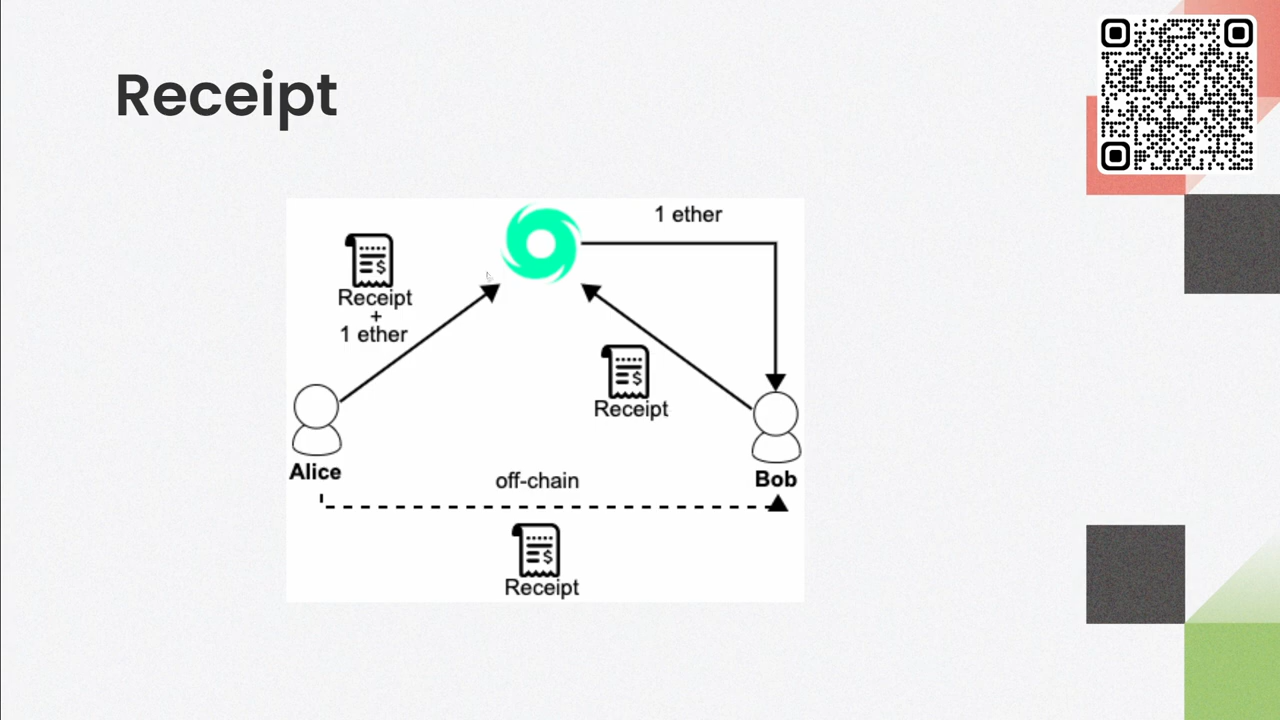 Receipt
1 ether
Receipt
+
1 ether
Receipt
Alice
Bob
off-chain
Receipt